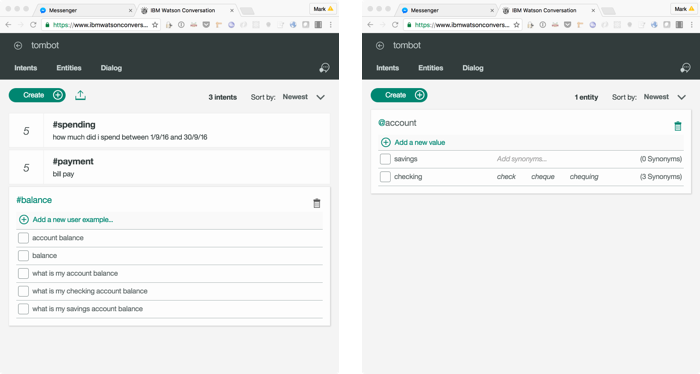 Messenger
IBM Watson Conversation
Mark
https://www.ibmwatsonconvers...
tombot
Intents
Entities
Dialog
Create
3 intents
Sort by:
Newest
5
#spending
how much did i spend between 1/9/16 and 30/9/16
5
#payment
bill pay
#balance
Add a new user example...
account balance
balance
what is my account balance
what is my checking account balance
what is my savings account balance
Messenger
IBM Watson Conversation
Mark
https://www.ibmwatsonconvers...
tombot
Intents
Entities
Dialog
Create
1 entity
Sort by:
Newest
@account
Add a new value
savings
Add synonyms...
(0 Synonyms)
checking
check
cheque
chequing
(3 Synonyms)